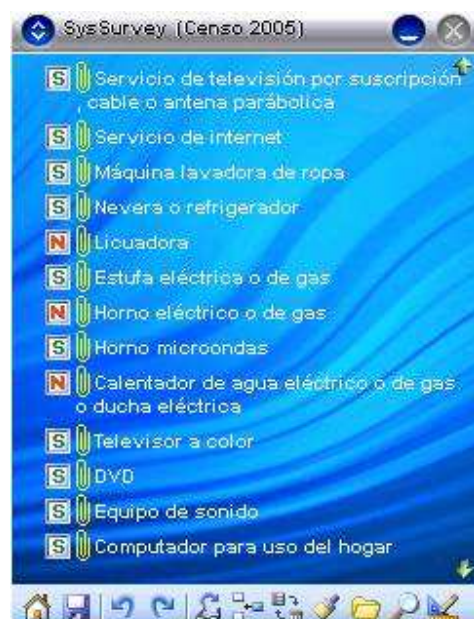 SysSurvey (Censo 2005)
S Servicio de televisión por suscripción
, cable o antena parábolica
S Servicio de internet
S Máquina lavadora de ropa
S Nevera o refrigerador
N Licuadora
S Estufa eléctrica o de gas
N Horno eléctrico o de gas
S Horno microondas
N Calentador de agua eléctrico o de gas
o ducha eléctrica
S Televisor a color
S DVD
S Equipo de sonido
S Computador para uso del hogar